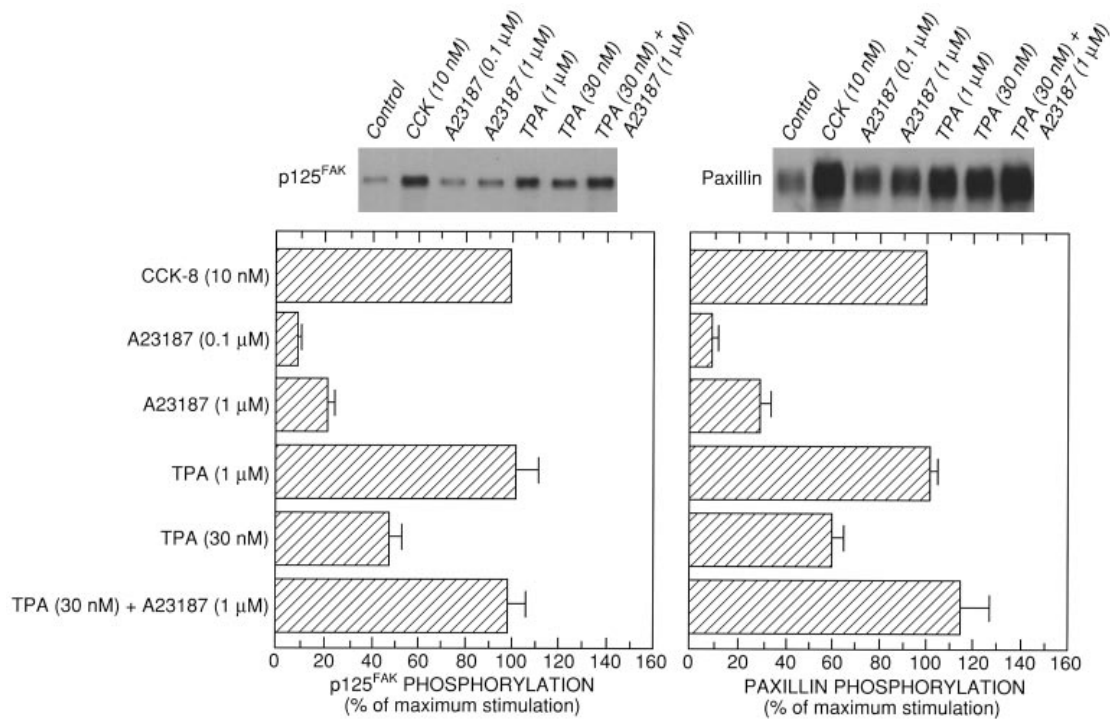 Control
CCK (10 nM)
A23187 (0.1 μM)
A23187 (1 μM)
TPA (1 μM)
TPA (30 nM)
TPA (30 nM) +
A23187 (1 μM)
p125FAK
Control
CCK (10 nM)
A23187 (0.1 μM)
A23187 (1 μM)
TPA (1 μM)
TPA (30 nM)
TPA (30 nM) +
A23187 (1 μM)
Paxillin
CCK-8 (10 nM)
A23187 (0.1 μM)
A23187 (1 μM)
TPA (1 μM)
TPA (30 nM)
TPA (30 nM) + A23187 (1 μM)
0 20 40 60 80 100 120 140 160
p125FAK PHOSPHORYLATION
(% of maximum stimulation)
0 20 40 60 80 100 120 140 160
PAXILLIN PHOSPHORYLATION
(% of maximum stimulation)